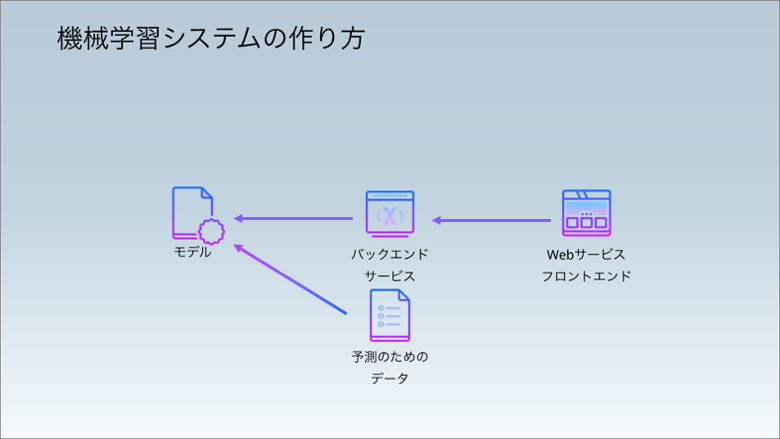 機械学習システムの作り方
モデル
バックエンド
サービス
Webサービス
フロントエンド
予測のための
データ